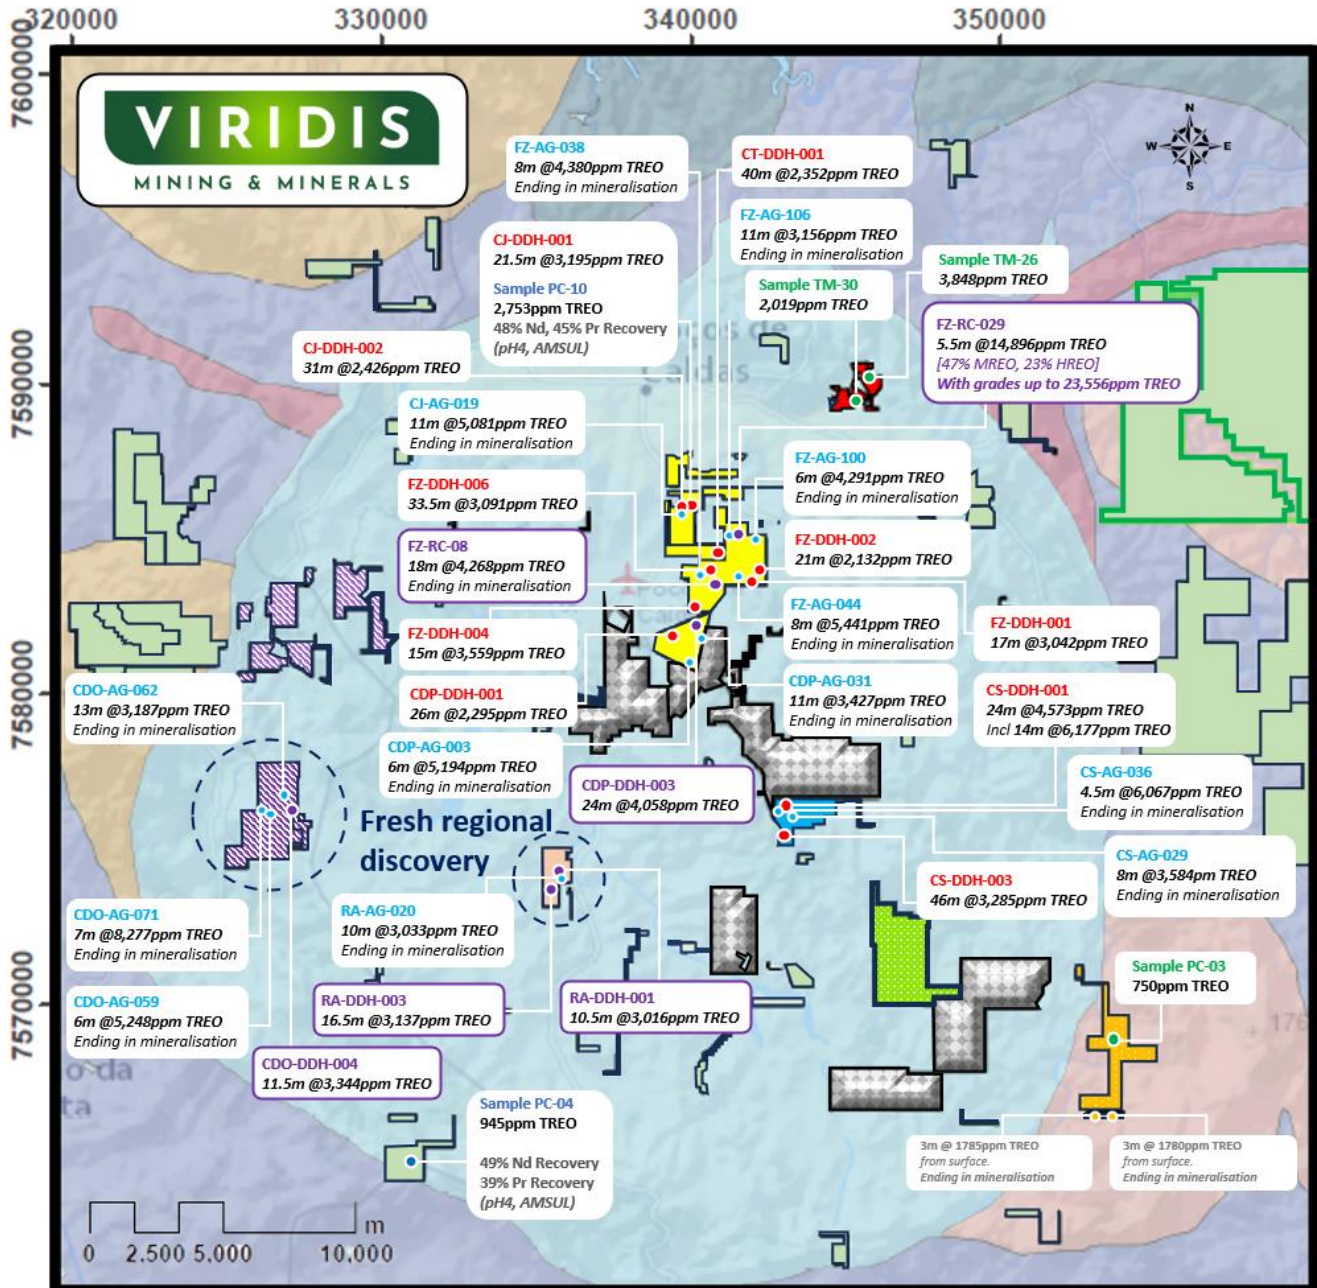 320000 330000 340000 350000
7600000
7590000
7580000
7570000
VIRIDIS
MINING & MINERALS
N
W E
S
FZ-AG-038
8m @4,380ppm TREO
Ending in mineralisation
CT-DDH-001
40m @2,352ppm TREO
FZ-AG-106
11m @3,156ppm TREO
Ending in mineralisation
CJ-DDH-001
21.5m @3,195ppm TREO
Sample PC-10
2,753ppm TREO
48% Nd, 45% Pr Recovery
(pH4, AMSUL)
Sample TM-26
3,848ppm TREO
Sample TM-30
2,019ppm TREO
FZ-RC-029
5.5m @14,896ppm TREO
[47% MREO, 23% HREO]
With grades up to 23,556ppm TREO
CJ-DDH-002
31m @2,426ppm TREO
Caldas
CJ-AG-019
11m @5,081ppm TREO
Ending in mineralisation
FZ-AG-100
6m @4,291ppm TREO
Ending in mineralisation
FZ-DDH-006
33.5m @3,091ppm TREO
FZ-DDH-002
21m @2,132ppm TREO
FZ-RC-08
18m @4,268ppm TREO
Ending in mineralisation
FZ-AG-044
8m @5,441ppm TREO
Ending in mineralisation
FZ-DDH-001
17m @3,042ppm TREO
FZ-DDH-004
15m @3,559ppm TREO
CDP-DDH-001
26m @2,295ppm TREO
CDP-AG-031
11m @3,427ppm TREO
Ending in mineralisation
CS-DDH-001
24m @4,573ppm TREO
Incl 14m @6,177ppm TREO
CDO-AG-062
13m @3,187ppm TREO
Ending in mineralisation
CDP-AG-003
6m @5,194ppm TREO
Ending in mineralisation
CDP-DDH-003
24m @4,058ppm TREO
CS-AG-036
4.5m @6,067ppm TREO
Ending in mineralisation
Fresh regional
discovery
CS-AG-029
8m @3,584ppm TREO
Ending in mineralisation
CS-DDH-003
46m @3,285ppm TREO
CDO-AG-071
7m @8,277ppm TREO
Ending in mineralisation
RA-AG-020
10m @3,033ppm TREO
Ending in mineralisation
Sample PC-03
750ppm TREO
CDO-AG-059
6m @5,248ppm TREO
Ending in mineralisation
RA-DDH-003
16.5m @3,137ppm TREO
RA-DDH-001
10.5m @3,016ppm TREO
CDO-DDH-004
11.5m @3,344ppm TREO
Sample PC-04
945ppm TREO
49% Nd Recovery
39% Pr Recovery
(pH4, AMSUL)
3m @ 1785ppm TREO
from surface.
Ending in mineralisation
3m @ 1780ppm TREO
from surface.
Ending in mineralisation
m
0 2.500 5,000 10,000